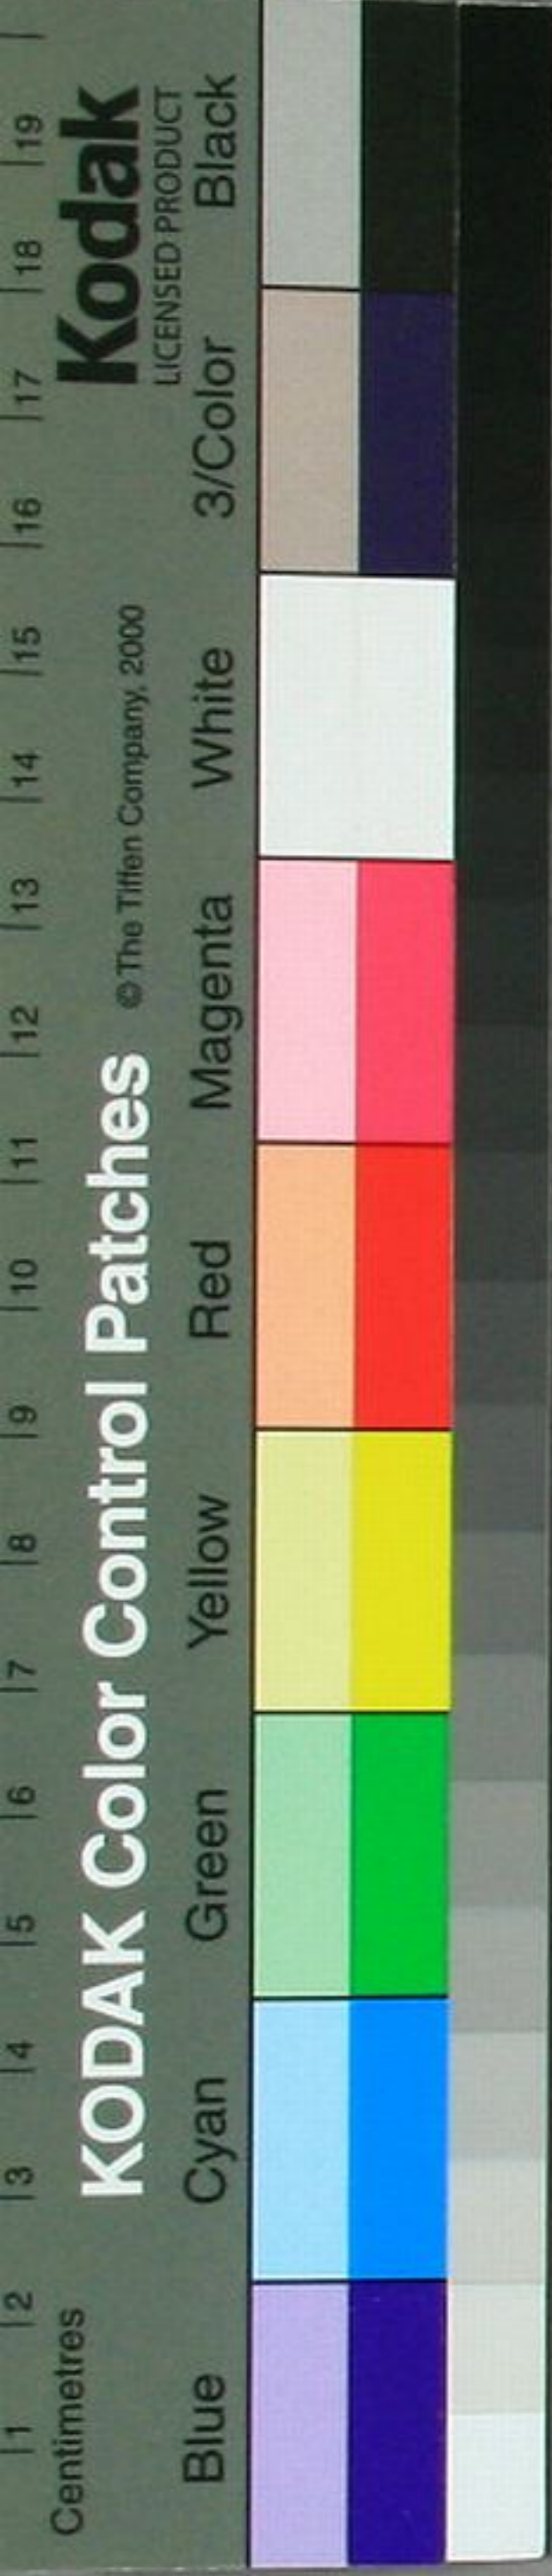 Centimetres
1 2 3 4 5 6 7 8 9 10 11 12 13 14 15 16 17 18 19
KODAK Color Control Patches © The Tiffen Company, 2000 Kodak
LICENSED PRODUCT
Blue Cyan Green Yellow Red Magenta White 3/Color Black